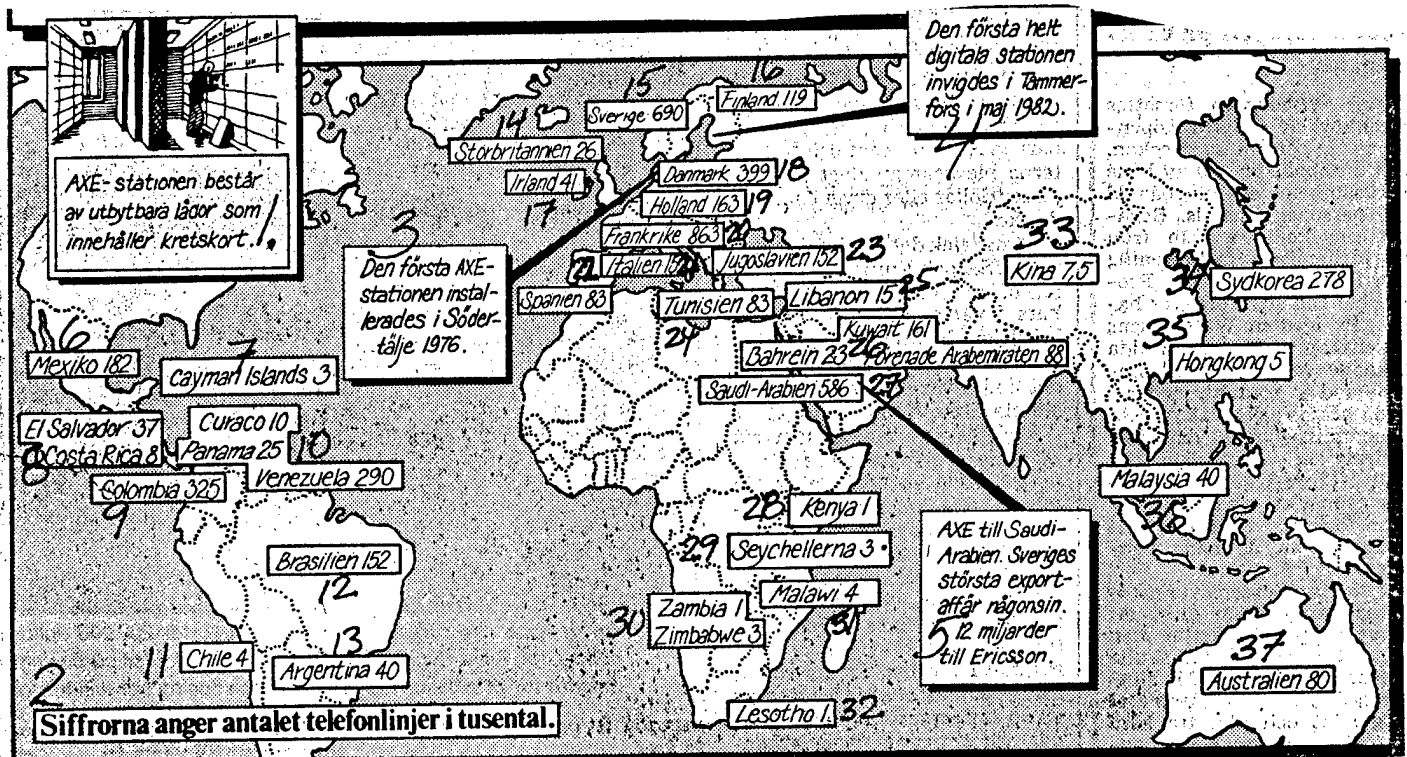 AXE-stationen består
av utbytbara lådor som
innehåller kretskort.
1.
Den första helt
digitala stationen
invigdes i Tammer-
fors i maj 1982.
4
15
Sverige 690
16
Finland 119
14
Storbritannien 26
Irland 41
17
Danmark 399 18
Holland 163 19
Frankrike 863 20
Italien
Jugoslavien 152 23
Spanien 83
Tunisien 83
24
Libanon 15 25
3
Den första AXE-
stationen instal-
lerades i Söder-
tälje 1976.
33
Kina 7,5
34
Sydkorea 278
35
Hongkong 5
Kuwait 161
Bahrein 23 26 Förenade Arabemiraten 88
Saudi-Arabien 586 27
6
Mexiko 182
7
Cayman Islands 3
El Salvador 37
8 Costa Rica 8
Curaco 10
Panama 25 10
Venezuela 290
Colombia 325
9
Malaysia 40
36
28 Kenya 1
29 Seychellerna 3
Malawi 4
31
30
Zambia 1
Zimbabwe 3
AXE till Saudi-
Arabien. Sveriges
största export-
affär någonsin.
5 12 miljarder
till Ericsson.
Brasilien 152
12
11
Chile 4
13
Argentina 40
37
Australien 80
Lesotho 1. 32
2
Siffrorna anger antalet telefonlinjer i tusental.